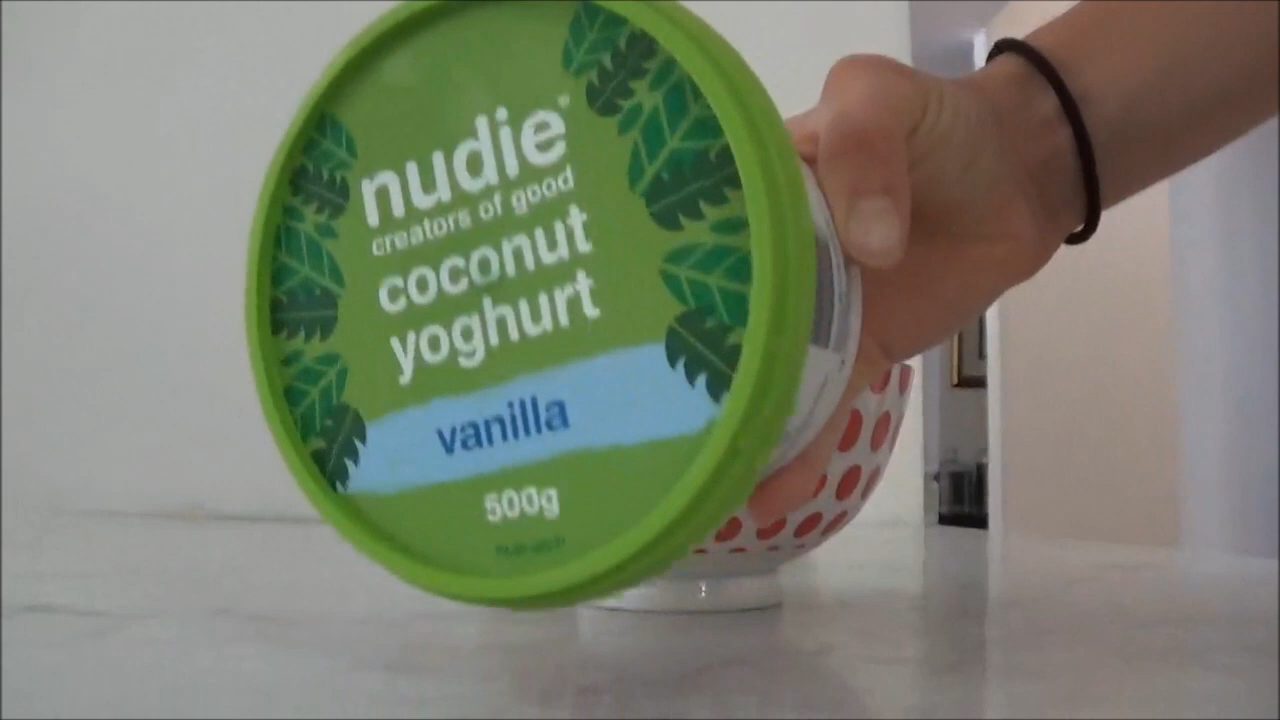 nudie
creators of good
coconut
yoghurt
vanilla
500g